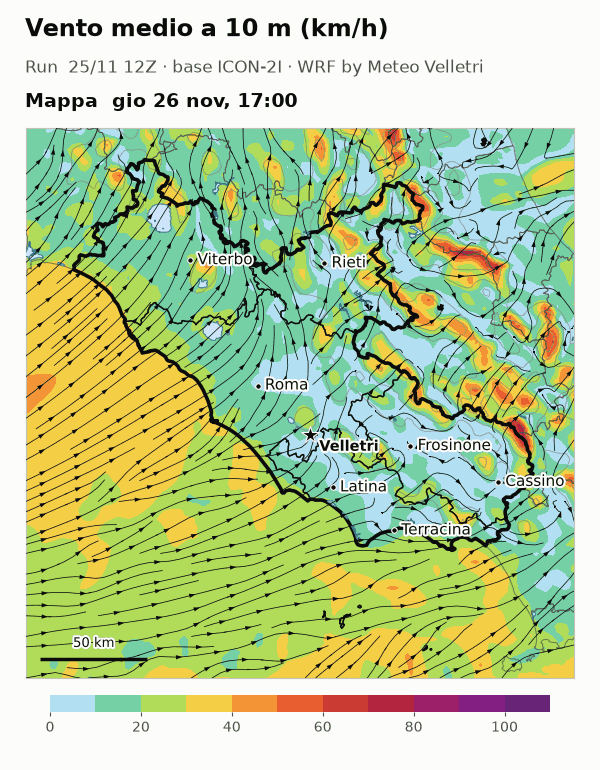 Vento medio a 10 m (km/h)
Run 25/11 12Z · base ICON-2I · WRF by Meteo Velletri
Mappa gio 26 nov, 17:00
Viterbo
Rieti
Roma
Velletri
Frosinone
Cassino
Latina
Terracina
50 km
0 20 40 60 80 100